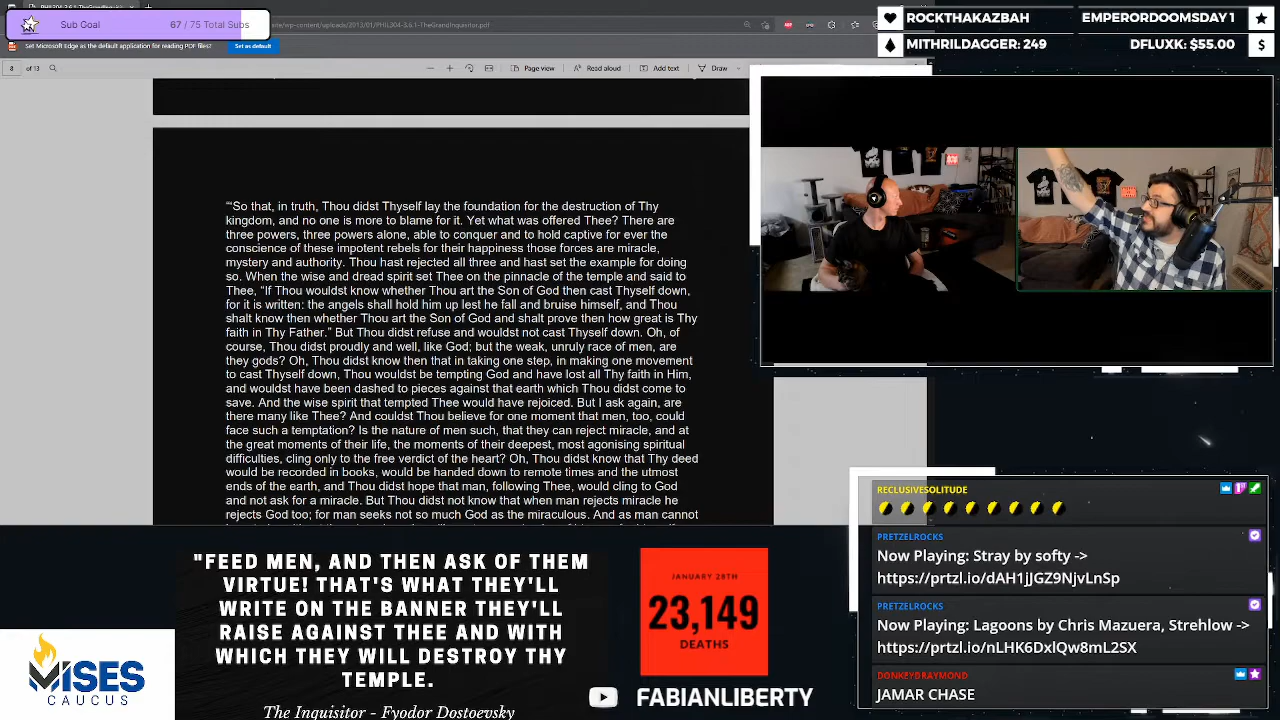 Sub Goal
67 / 75 Total Subs
site/wp-content/uploads/2013/01/PHIL204-3.6.1-TheGrandInquisitor.pdf
Set Microsoft Edge as the default application for reading PDF files?
Set as default
8 of 13
Page view
Read aloud
Add text
Draw
ROCKTHAKAZBAH
EMPERORDOOMSDAY1
MITHRILDAGGER: 249
DFLUXK: $55.00
$
"'So that, in truth, Thou didst Thyself lay the foundation for the destruction of Thy
kingdom, and no one is more to blame for it. Yet what was offered Thee? There are
three powers, three powers alone, able to conquer and to hold captive for ever the
conscience of these impotent rebels for their happiness those forces are miracle,
mystery and authority. Thou hast rejected all three and hast set the example for doing
so. When the wise and dread spirit set Thee on the pinnacle of the temple and said to
Thee, "If Thou wouldst know whether Thou art the Son of God then cast Thyself down,
for it is written: the angels shall hold him up lest he fall and bruise himself, and Thou
shalt know then whether Thou art the Son of God and shalt prove then how great is Thy
faith in Thy Father." But Thou didst refuse and wouldst not cast Thyself down. Oh, of
course, Thou didst proudly and well, like God; but the weak, unruly race of men, are
they gods? Oh, Thou didst know then that in taking one step, in making one movement
to cast Thyself down, Thou wouldst be tempting God and have lost all Thy faith in Him,
and wouldst have been dashed to pieces against that earth which Thou didst come to
save. And the wise spirit that tempted Thee would have rejoiced. But I ask again, are
there many like Thee? And couldst Thou believe for one moment that men, too, could
face such a temptation? Is the nature of men such, that they can reject miracle, and at
the great moments of their life, the moments of their deepest, most agonising spiritual
difficulties, cling only to the free verdict of the heart? Oh, Thou didst know that Thy deed
would be recorded in books, would be handed down to remote times and the utmost
ends of the earth, and Thou didst hope that man, following Thee, would cling to God
and not ask for a miracle. But Thou didst not know that when man rejects miracle he
rejects God too; for man seeks not so much God as the miraculous. And as man cannot
RECLUSIVESOLITUDE
PRETZELROCKS
Now Playing: Stray by softy ->
https://prtzl.io/dAH1jJGZ9NjvLnSp
PRETZELROCKS
Now Playing: Lagoons by Chris Mazuera, Strehlow ->
https://prtzl.io/nLHK6DxlQw8mL2SX
DONKEYDRAYMOND
JAMAR CHASE
"FEED MEN, AND THEN ASK OF THEM
VIRTUE! THAT'S WHAT THEY'LL
WRITE ON THE BANNER THEY'LL
RAISE AGAINST THEE AND WITH
WHICH THEY WILL DESTROY THY
TEMPLE.
The Inquisitor - Fyodor Dostoevsky
JANUARY 28TH
23,149
DEATHS
MISES
CAUCUS
FABIANLIBERTY